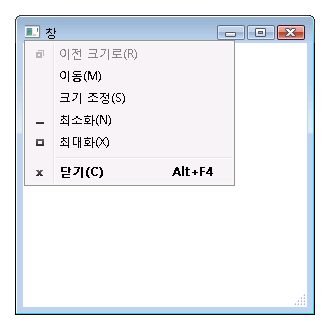 창
이전 크기로(R)
이동(M)
크기 조정(S)
최소화(N)
최대화(X)
닫기(C) Alt+F4